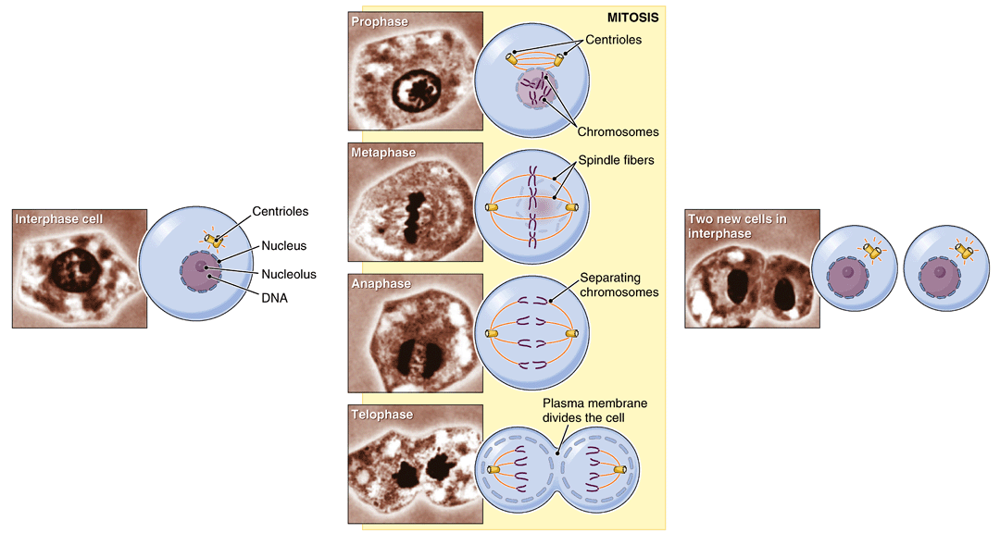 Interphase cell
Centrioles
Nucleus
Nucleolus
DNA
MITOSIS
Prophase
Centrioles
Chromosomes
Metaphase
Spindle fibers
Anaphase
Separating
chromosomes
Telophase
Plasma membrane
divides the cell
Two new cells in
interphase